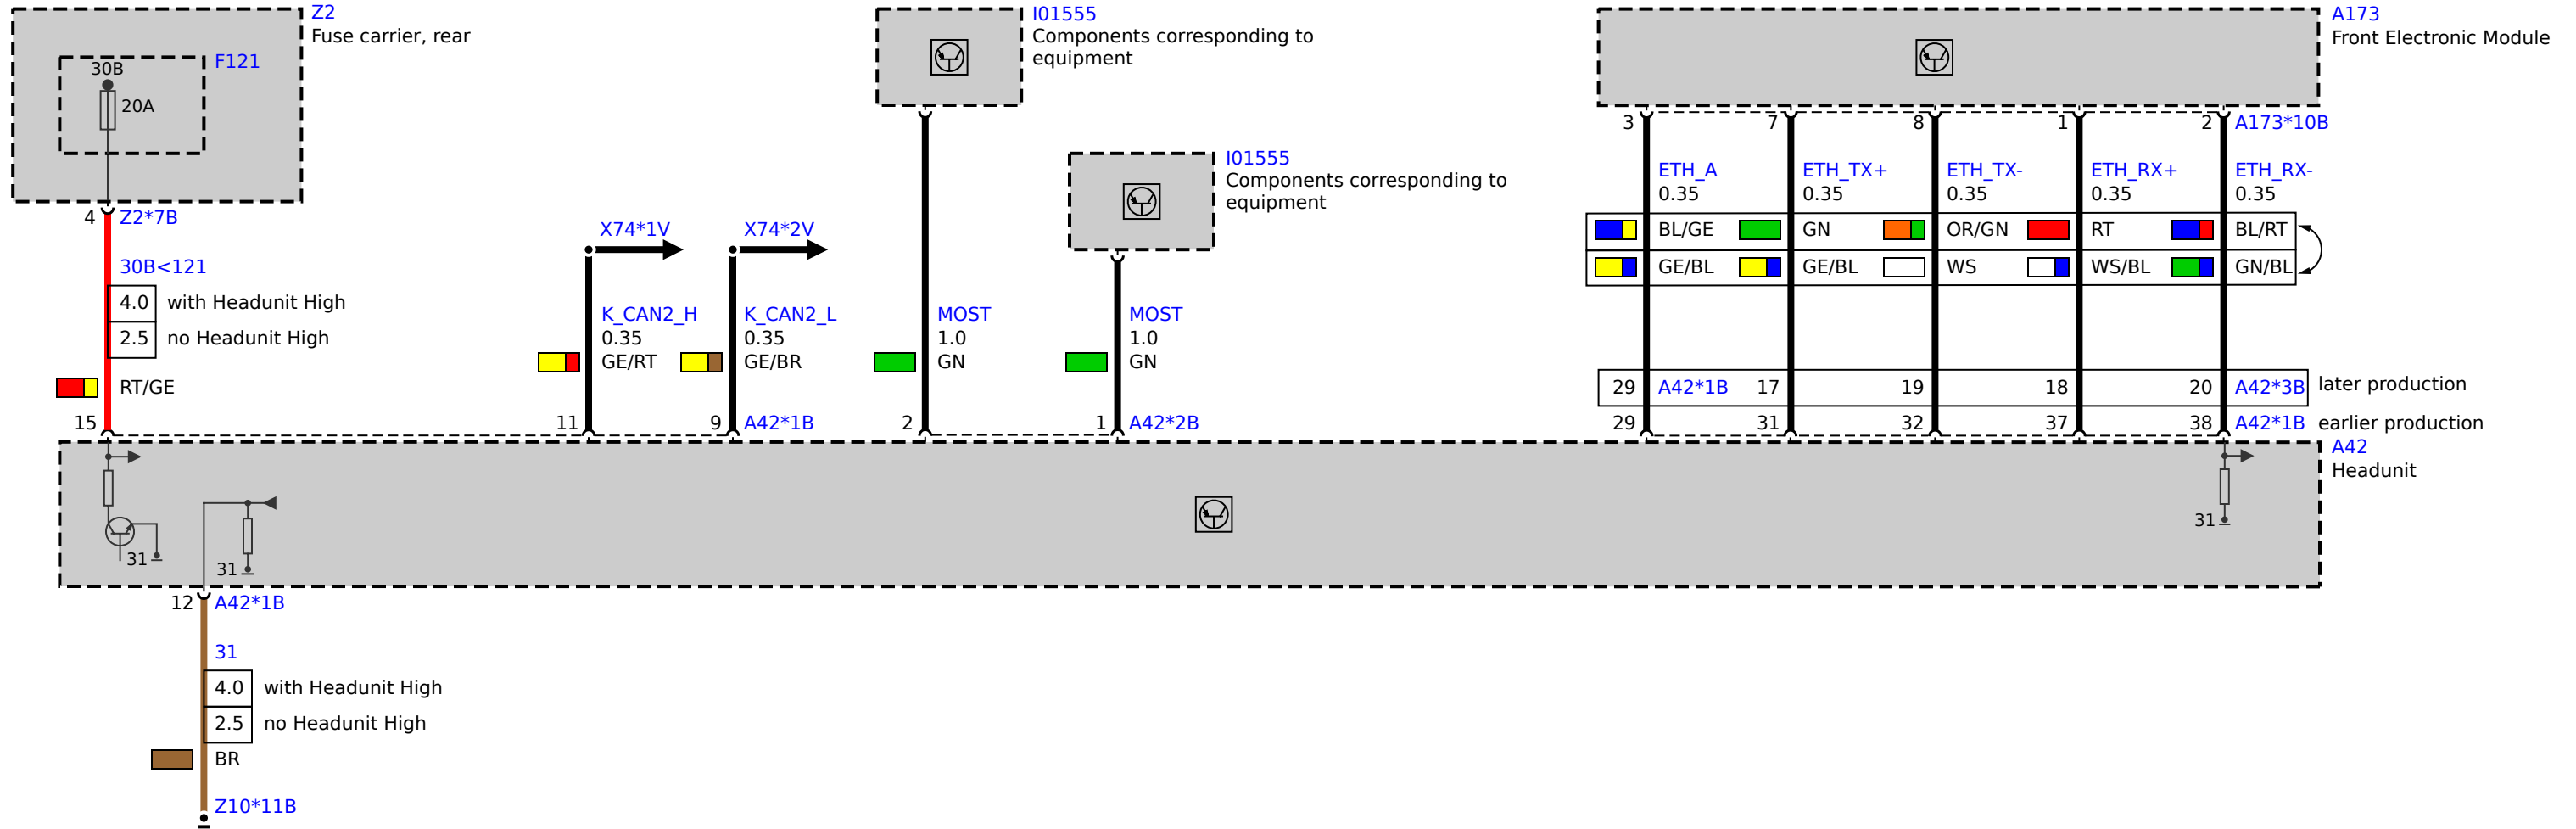 Z2
Fuse carrier, rear
F121
30B
20A
4 Z2*7B
30B<121
4.0 with Headunit High
2.5 no Headunit High
RT/GE
15
X74*1V
K_CAN2_H
0.35
GE/RT
11
X74*2V
K_CAN2_L
0.35
GE/BR
9 A42*1B
I01555
Components corresponding to
equipment
MOST
1.0
GN
2
I01555
Components corresponding to
equipment
MOST
1.0
GN
1 A42*2B
A173
Front Electronic Module
3 7 8 1 2 A173*10B
ETH_A ETH_TX+ ETH_TX- ETH_RX+ ETH_RX-
0.35 0.35 0.35 0.35 0.35
BL/GE GN OR/GN RT BL/RT
GE/BL GE/BL WS WS/BL GN/BL
29 A42*1B 17 19 18 20 A42*3B later production
29 31 32 37 38 A42*1B earlier production
A42
Headunit
31
31
31
12 A42*1B
31
4.0 with Headunit High
2.5 no Headunit High
BR
Z10*11B